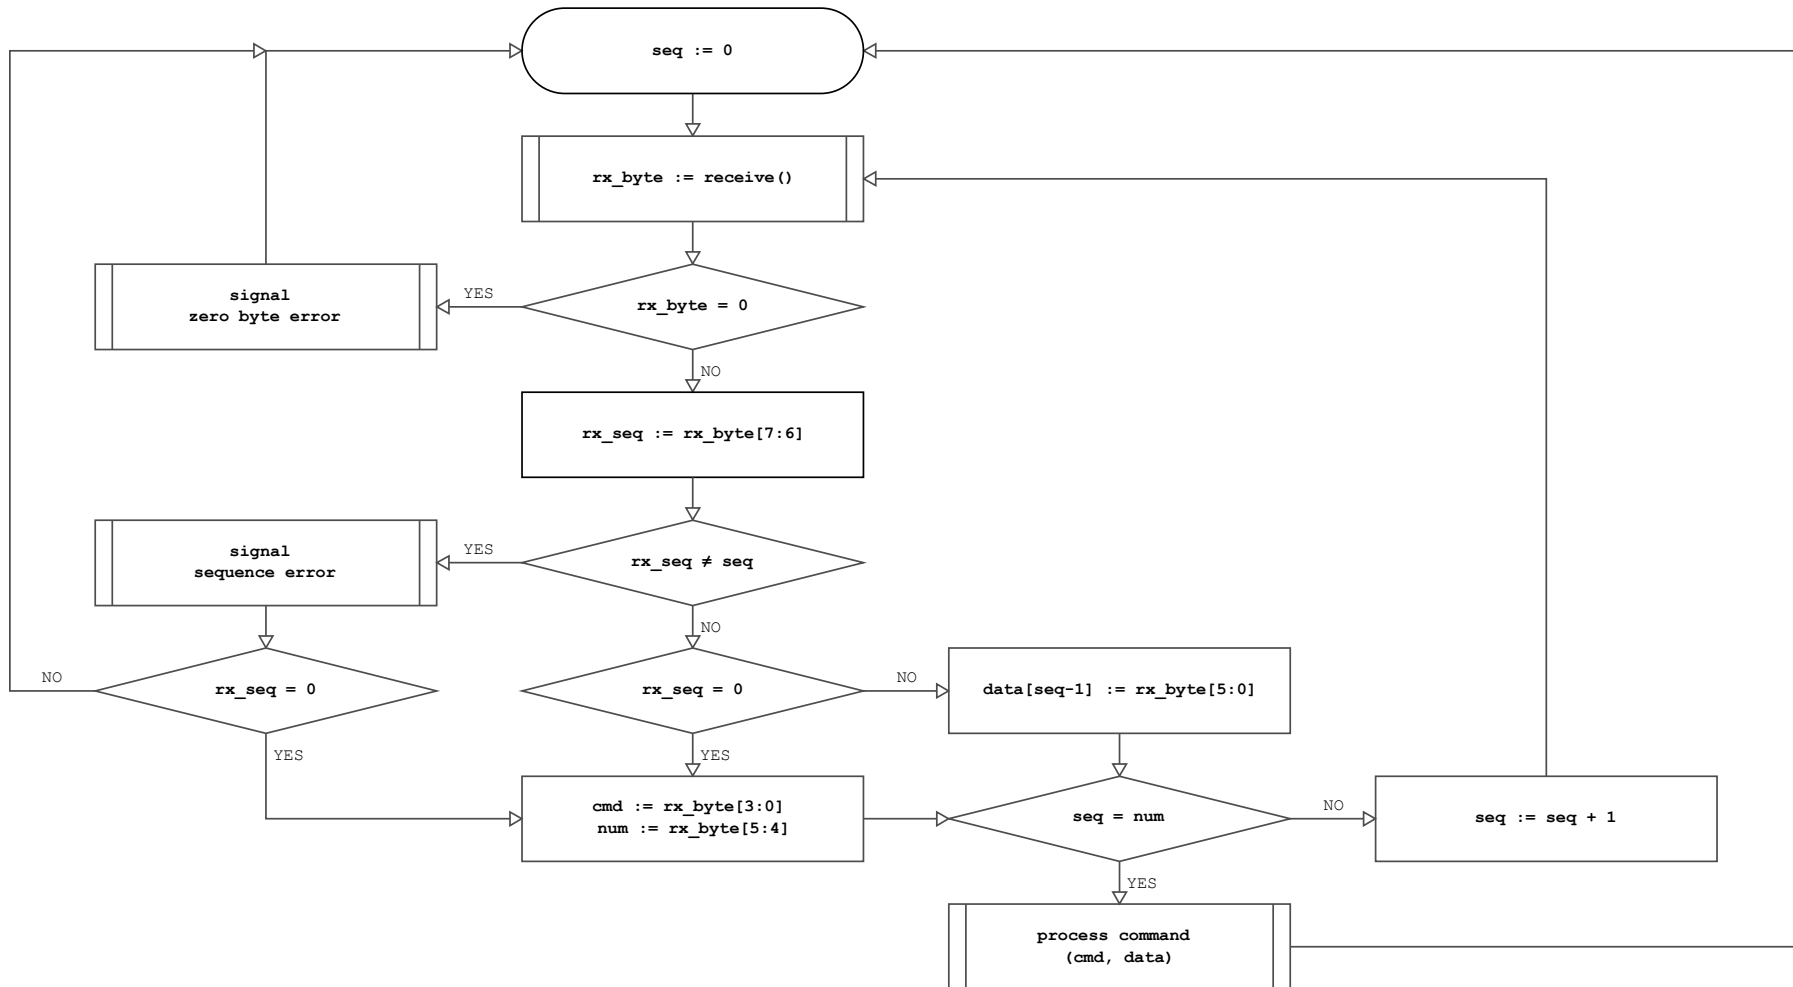 seq := 0
rx_byte := receive()
signal
zero byte error
YES
rx_byte = 0
NO
rx_seq := rx_byte[7:6]
signal
sequence error
YES
rx_seq ≠ seq
NO
NO
rx_seq = 0
rx_seq = 0
NO
data[seq-1] := rx_byte[5:0]
YES
YES
cmd := rx_byte[3:0]
num := rx_byte[5:4]
seq = num
NO
seq := seq + 1
YES
process command
(cmd, data)